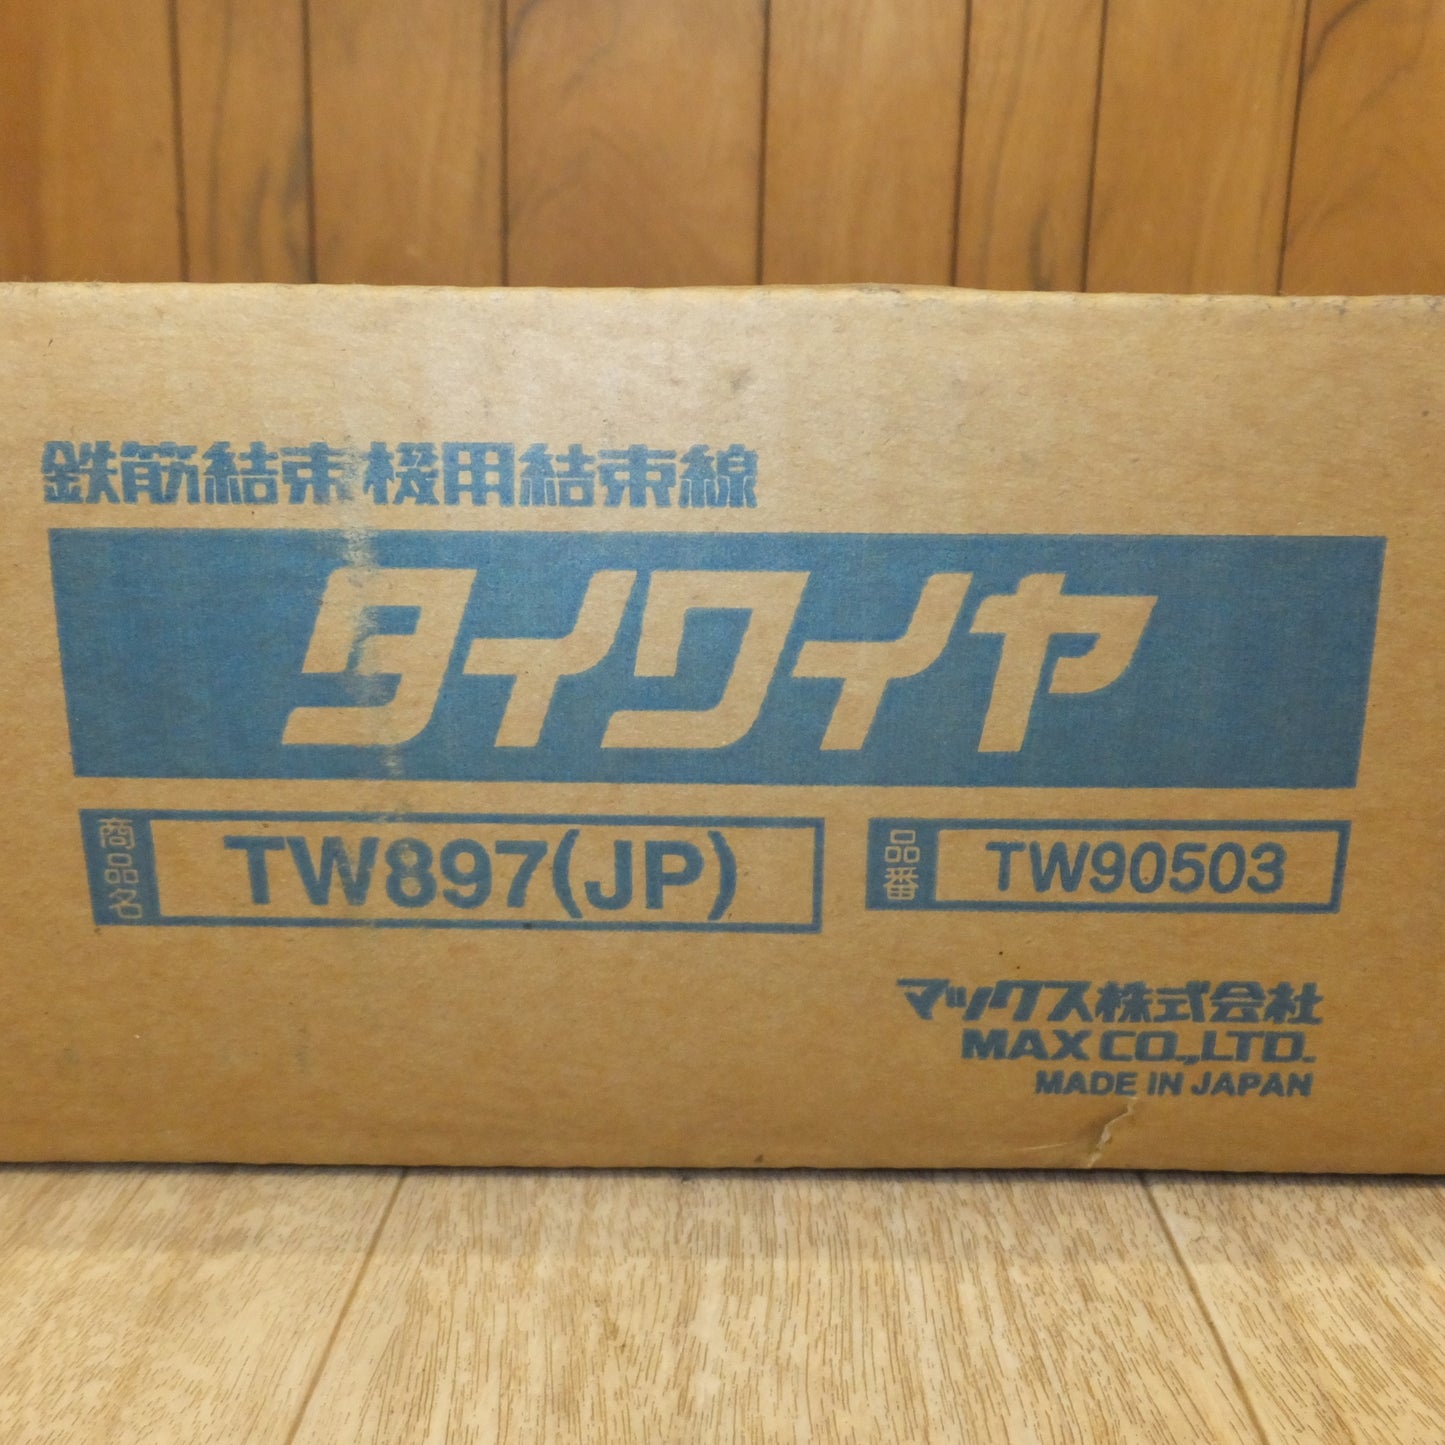 鉄筋結束機用結束線
タイワイヤ
商品名 TW897(JP)
品番 TW90503
マックス株式会社
MAX CO.,LTD.
MADE IN JAPAN